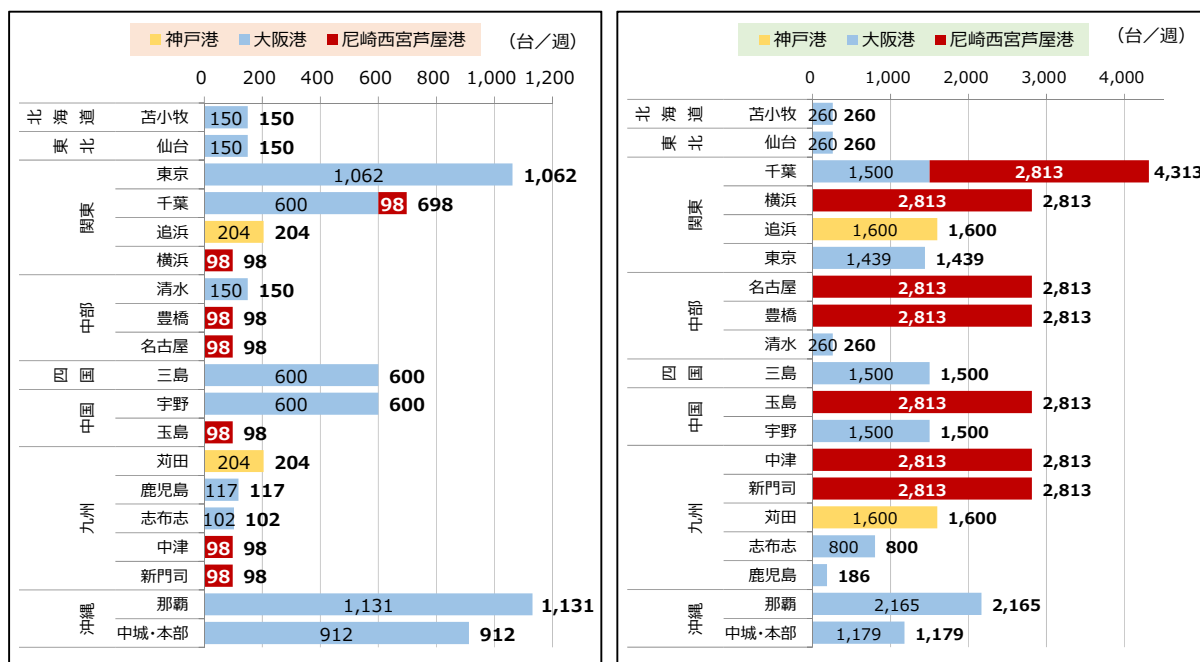 神戸港 大阪港 尼崎西宮芦屋港 (台／週)
0 200 400 600 800 1,000 1,200
北海道 苫小牧 150 150
東北 仙台 150 150
関東
東京 1,062 1,062
千葉 600 98 698
追浜 204 204
横浜 98 98
中部
清水 150 150
豊橋 98 98
名古屋 98 98
四国 三島 600 600
中国
宇野 600 600
玉島 98 98
九州
苅田 204 204
鹿児島 117 117
志布志 102 102
中津 98 98
新門司 98 98
沖縄
那覇 1,131 1,131
中城・本部 912 912
神戸港 大阪港 尼崎西宮芦屋港 (台／週)
0 1,000 2,000 3,000 4,000
北海道 苫小牧 260 260
東北 仙台 260 260
関東
千葉 1,500 2,813 4,313
横浜 2,813 2,813
追浜 1,600 1,600
東京 1,439 1,439
中部
名古屋 2,813 2,813
豊橋 2,813 2,813
清水 260 260
四国 三島 1,500 1,500
中国
玉島 2,813 2,813
宇野 1,500 1,500
九州
中津 2,813 2,813
新門司 2,813 2,813
苅田 1,600 1,600
志布志 800 800
鹿児島 186
沖縄
那覇 2,165 2,165
中城・本部 1,179 1,179